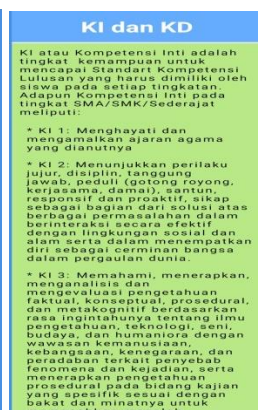 KI dan KD
KI atau Kompetensi Inti adalah
tingkat kemampuan untuk
mencapai Standart Kompetensi
Lulusan yang harus dimiliki oleh
siswa pada setiap tingkatan.
Adapun Kompetensi Inti pada
tingkat SMA/SMK/Sederajat
meliputi:
* KI 1: Menghayati dan
mengamalkan ajaran agama
yang dianutnya
* KI 2: Menunjukkan perilaku
jujur, disiplin, tanggung
jawab, peduli (gotong royong,
kerjasama, damai), santun,
responsif dan proaktif, sikap
sebagai bagian dari solusi atas
berbagai permasalahan dalam
berinteraksi secara efektif
dengan lingkungan sosial dan
alam serta dalam menempatkan
diri sebagai cerminan bangsa
dalam pergaulan dunia.
* KI 3: Memahami, menerapkan,
menganalisis dan
mengevaluasi pengetahuan
faktual, konseptual, prosedural,
dan metakognitif berdasarkan
rasa ingintahunya tentang ilmu
pengetahuan, teknologi, seni,
budaya, dan humaniora dengan
wawasan kemanusiaan,
kebangsaan, kenegaraan, dan
peradaban terkait penyebab
fenomena dan kejadian, serta
menerapkan pengetahuan
prosedural pada bidang kajian
yang spesifik sesuai dengan
bakat dan minatnya untuk